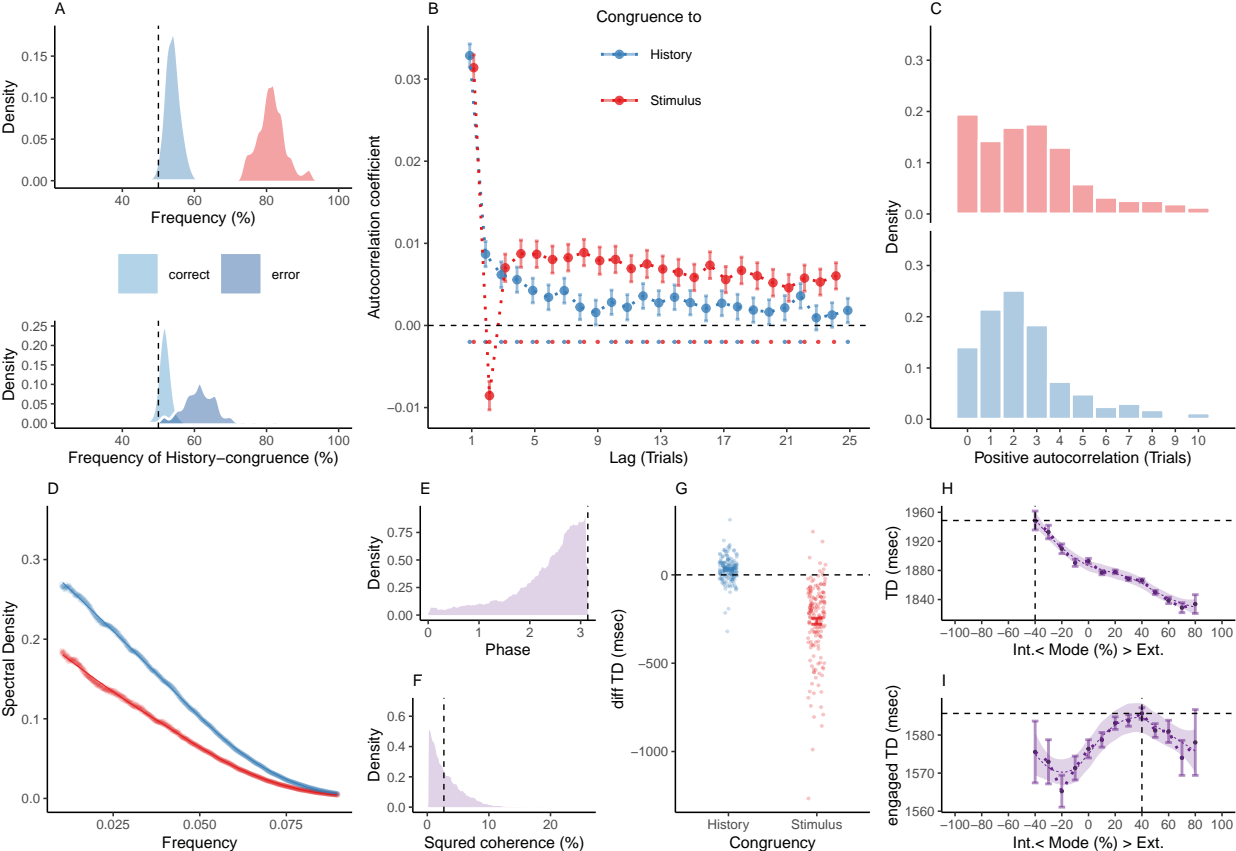 A
Density
0.15
0.10
0.05
0.00
40
60
80
100
Frequency (%)
correct
error
Density
0.25
0.20
0.15
0.10
0.05
0.00
40
60
80
100
Frequency of History−congruence (%)
B
Congruence to
History
Stimulus
Autocorrelation coefficient
0.03
0.02
0.01
0.00
−0.01
1
5
9
13
17
21
25
Lag (Trials)
C
Density
0.3
0.2
0.1
0.0
0.3
0.2
0.1
0.0
0
1
2
3
4
5
6
7
8
9
10
Positive autocorrelation (Trials)
D
Spectral Density
0.3
0.2
0.1
0.0
0.025
0.050
0.075
Frequency
E
Density
0.75
0.50
0.25
0.00
0
1
2
3
Phase
F
Density
0.6
0.4
0.2
0.0
0
10
20
Squred coherence (%)
G
diff TD (msec)
0
−500
−1000
History
Stimulus
Congruency
H
TD (msec)
1960
1920
1880
1840
−100
−80
−60
−40
−20
0
20
40
60
80
100
Int.< Mode (%) > Ext.
I
engaged TD (msec)
1580
1570
1560
−100
−80
−60
−40
−20
0
20
40
60
80
100
Int.< Mode (%) > Ext.